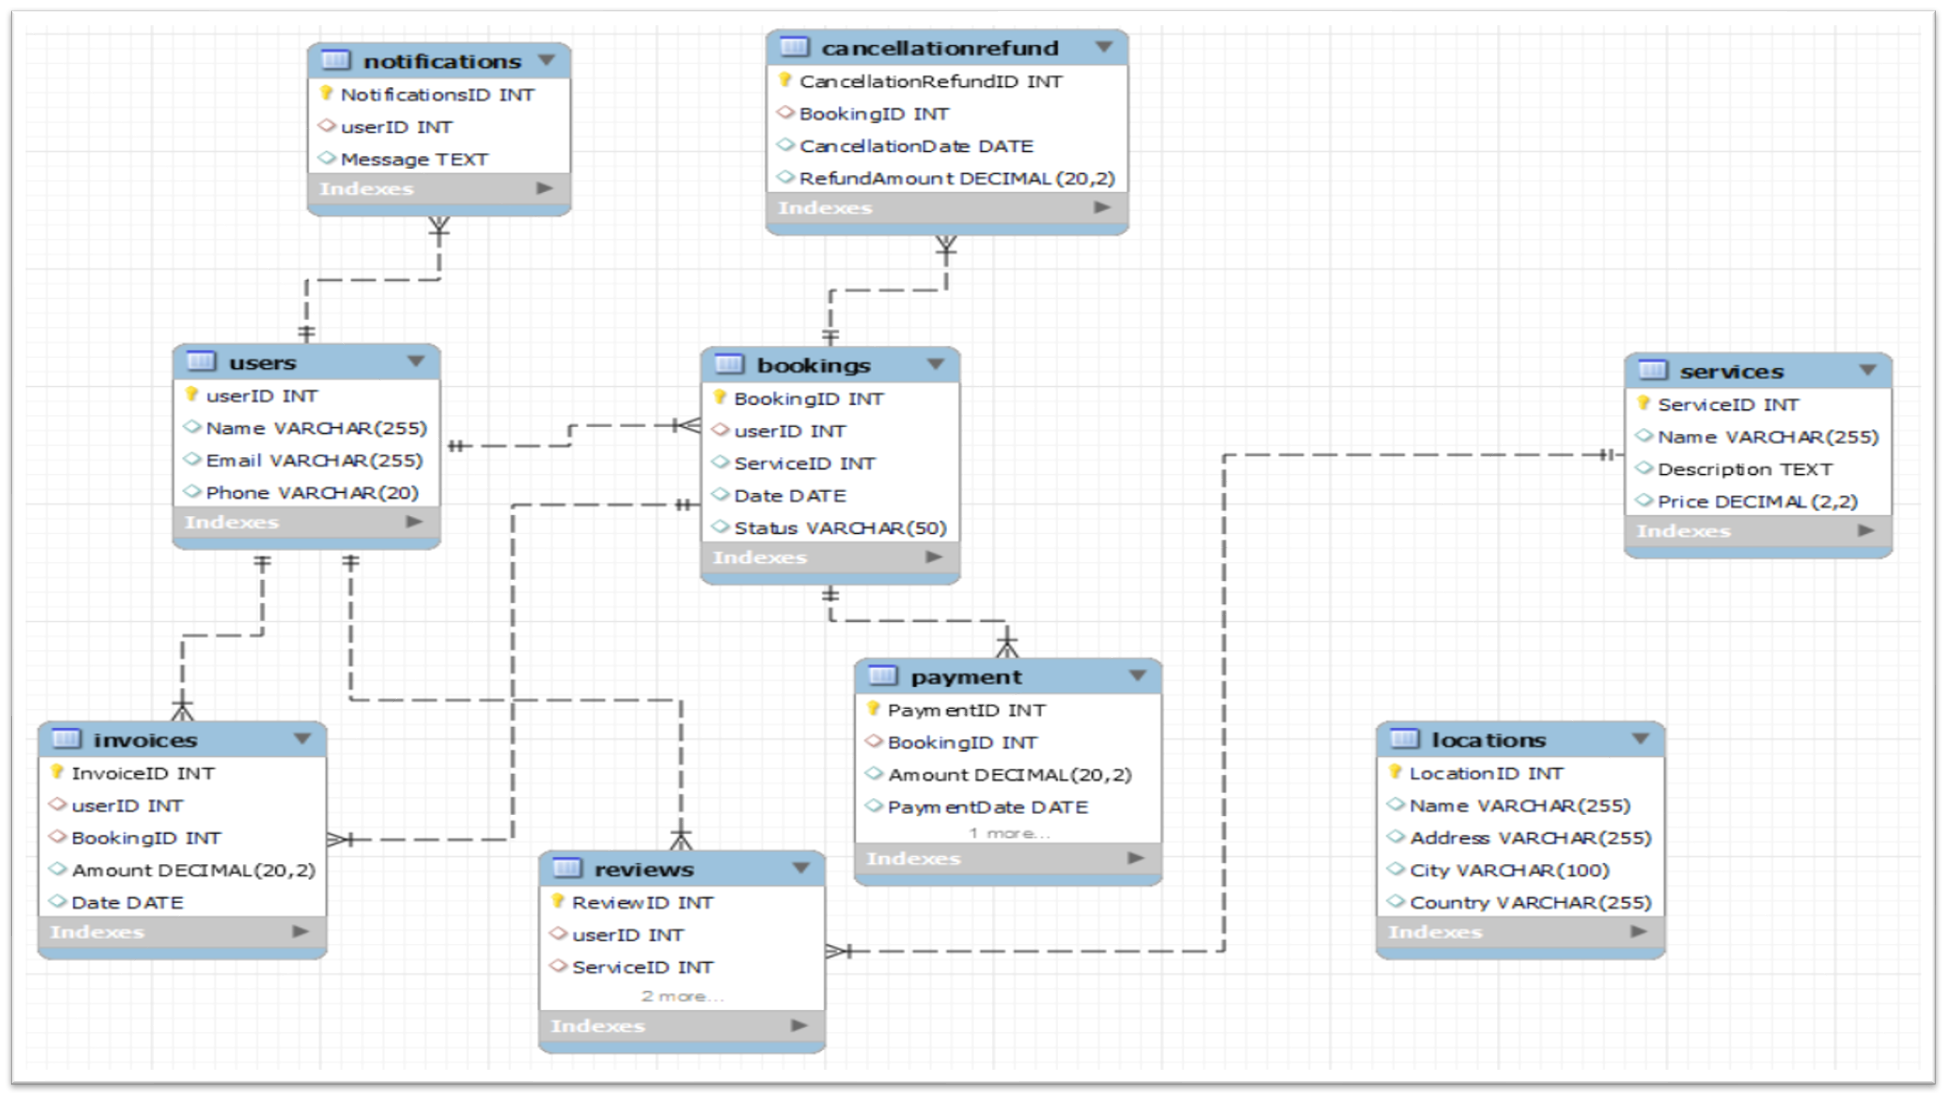 notifications
NotificationsID INT
userID INT
Message TEXT
Indexes
cancellationrefund
CancellationRefundID INT
BookingID INT
CancellationDate DATE
RefundAmount DECIMAL(20,2)
Indexes
users
userID INT
Name VARCHAR(255)
Email VARCHAR(255)
Phone VARCHAR(20)
Indexes
bookings
BookingID INT
userID INT
ServiceID INT
Date DATE
Status VARCHAR(50)
Indexes
services
ServiceID INT
Name VARCHAR(255)
Description TEXT
Price DECIMAL(2,2)
Indexes
invoices
InvoiceID INT
userID INT
BookingID INT
Amount DECIMAL(20,2)
Date DATE
Indexes
reviews
ReviewID INT
userID INT
ServiceID INT
2 more...
Indexes
payment
PaymentID INT
BookingID INT
Amount DECIMAL(20,2)
PaymentDate DATE
1 more...
Indexes
locations
LocationID INT
Name VARCHAR(255)
Address VARCHAR(255)
City VARCHAR(100)
Country VARCHAR(255)
Indexes